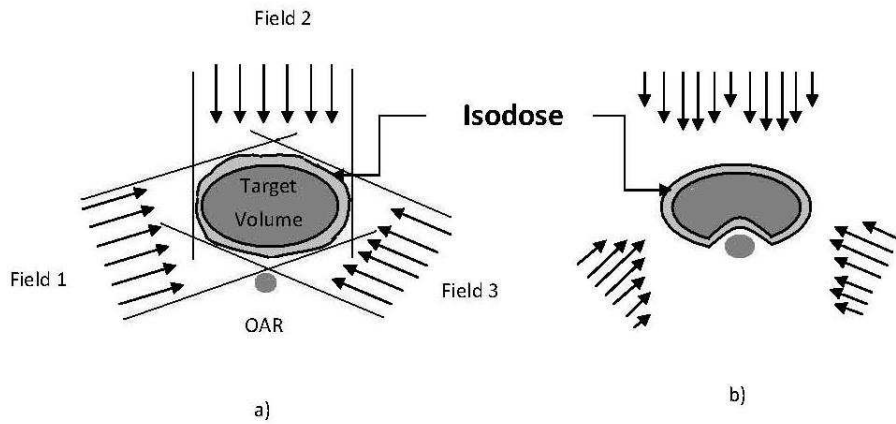 Field 2
Isodose
Target
Volume
Field 1
Field 3
OAR
a)
b)